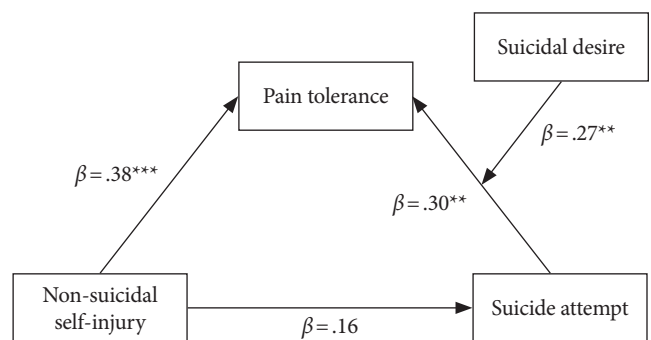 Suicidal desire
Pain tolerance
β = .27**
β = .38***
β = .30**
Non-suicidal
self-injury
Suicide attempt
β = .16